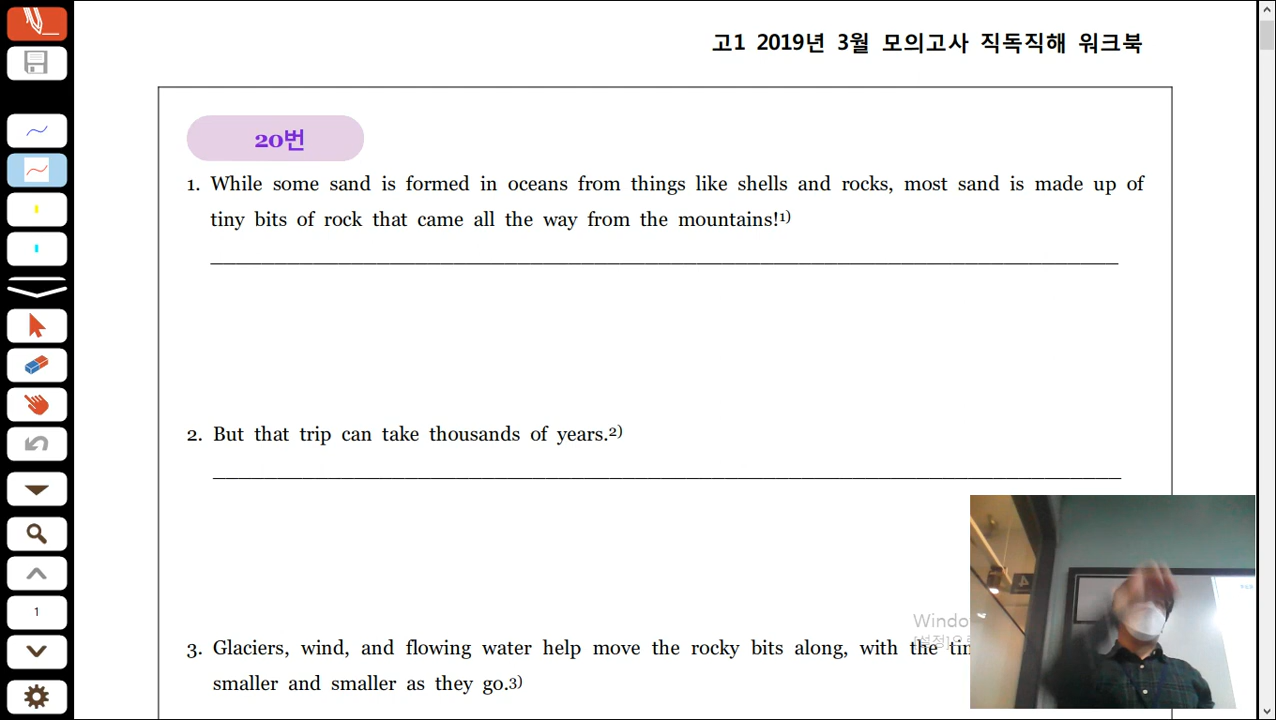 고1 2019년 3월 모의고사 직독직해 워크북
20번
1. While some sand is formed in oceans from things like shells and rocks, most sand is made up of
tiny bits of rock that came all the way from the mountains!1)
2. But that trip can take thousands of years.2)
Windo
3. Glaciers, wind, and flowing water help move the rocky bits along, with the
smaller and smaller as they go.3)
1
4